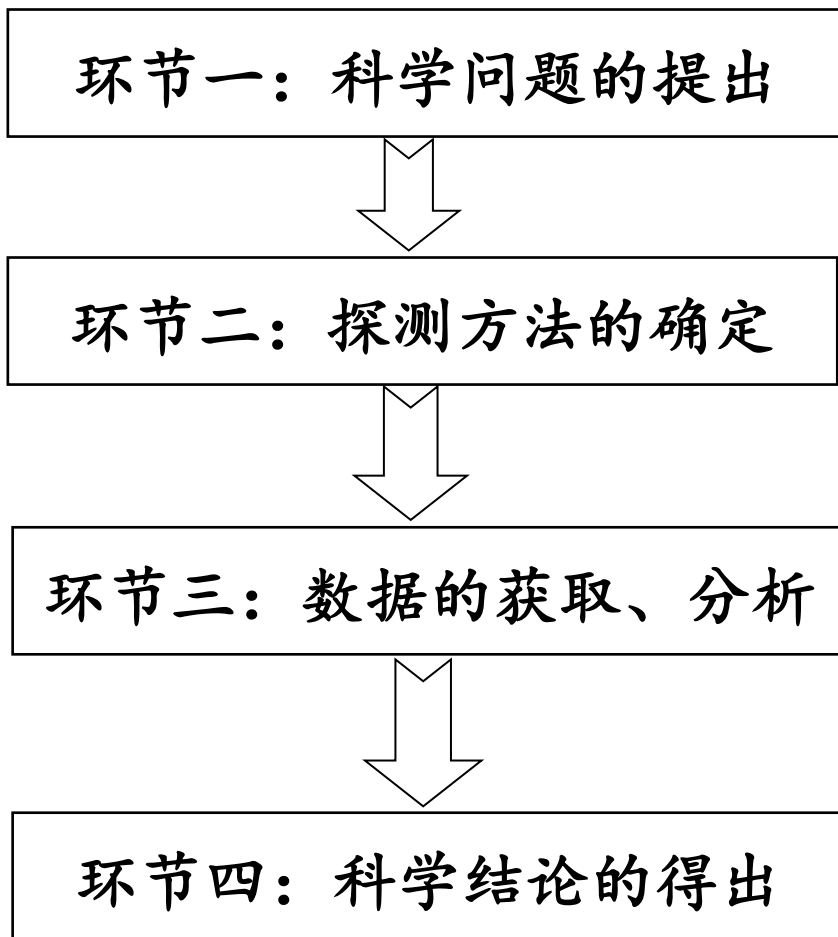 环节一：科学问题的提出
环节二：探测方法的确定
环节三：数据的获取、分析
环节四：科学结论的得出